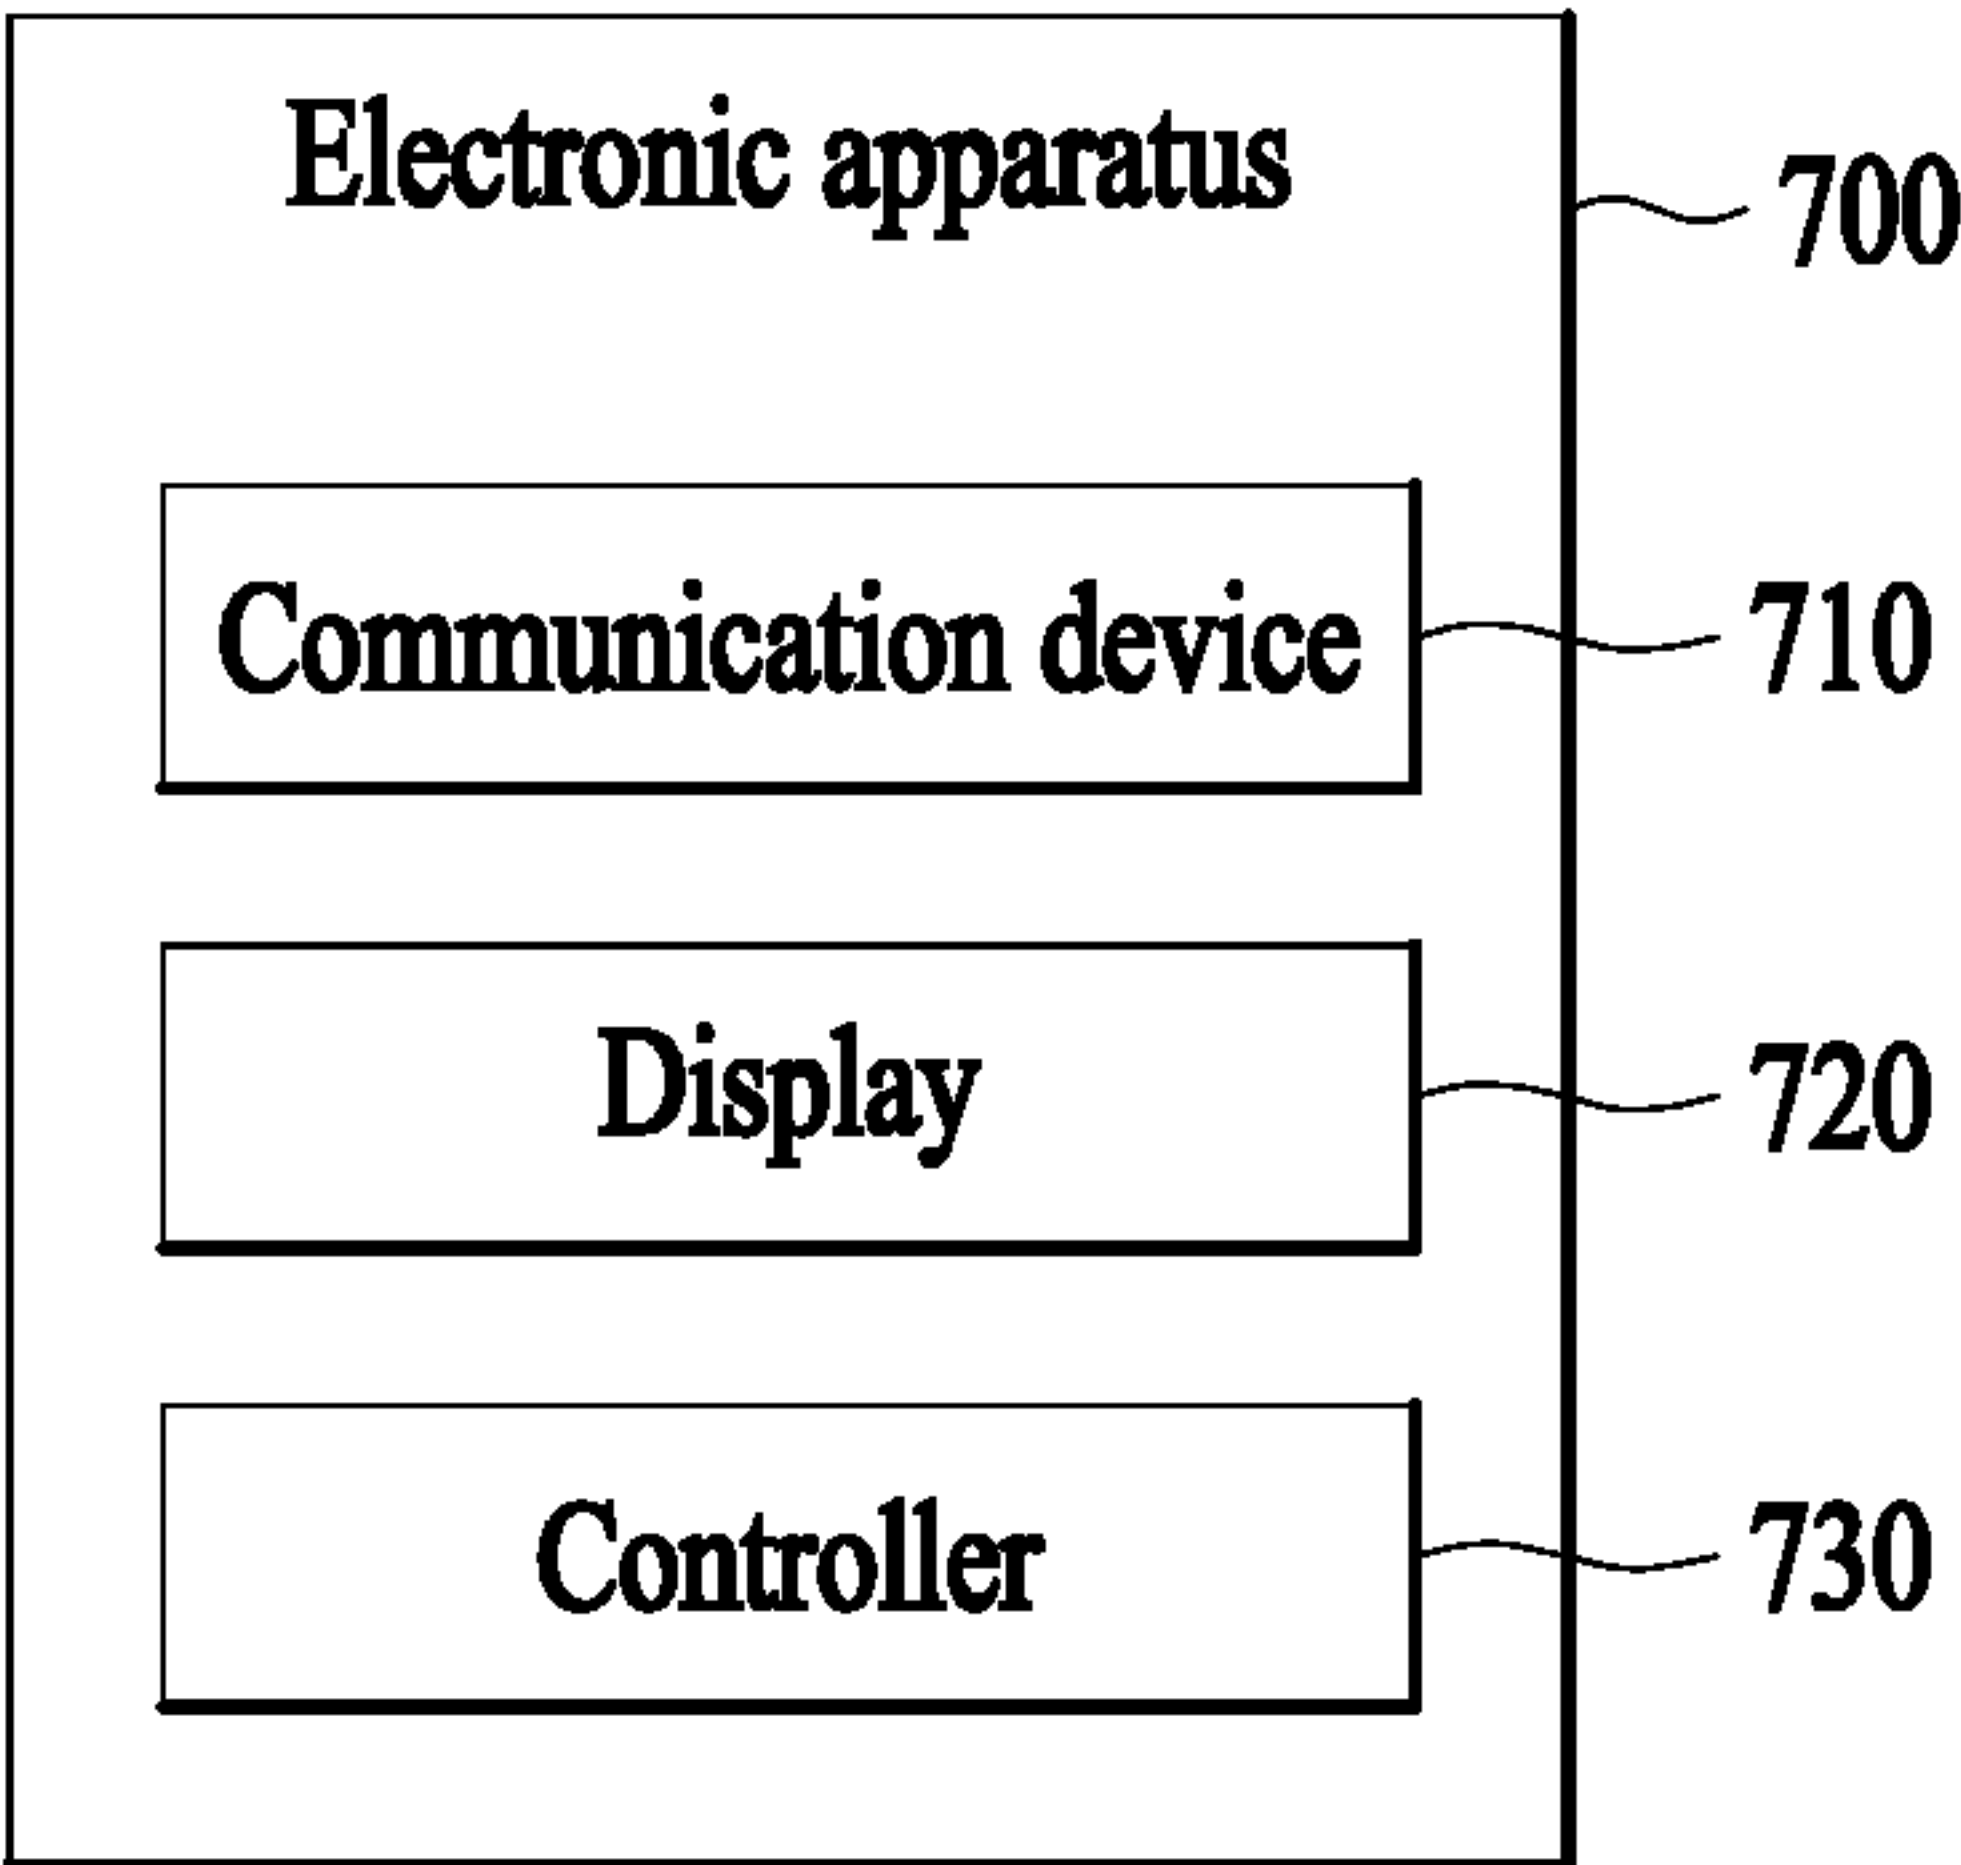 Electronic apparatus
700
Communication device
710
Display
720
Controller
730